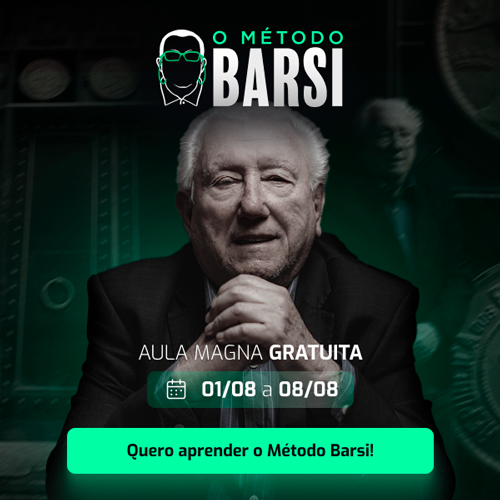 O MÉTODO
BARSI
AULA MAGNA GRATUITA
01/08 a 08/08
Quero aprender o Método Barsi!